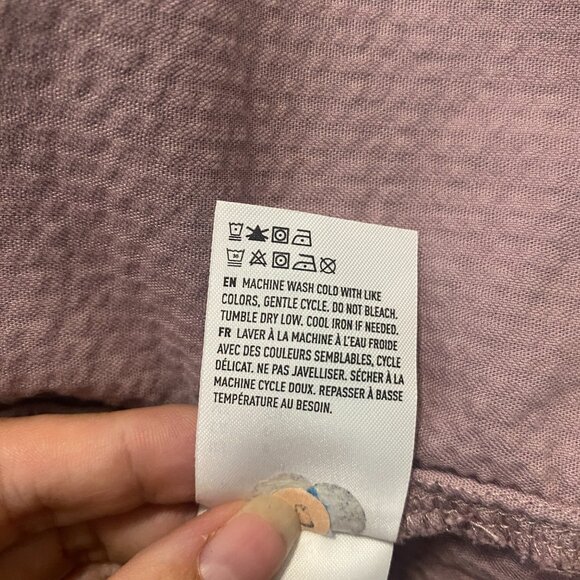 EN MACHINE WASH COLD WITH LIKE
COLORS, GENTLE CYCLE. DO NOT BLEACH.
TUMBLE DRY LOW. COOL IRON IF NEEDED.
FR LAVER À LA MACHINE À L'EAU FROIDE
AVEC DES COULEURS SEMBLABLES, CYCLE
DÉLICAT. NE PAS JAVELLISER. SÉCHER À LA
MACHINE CYCLE DOUX. REPASSER À BASSE
TEMPÉRATURE AU BESOIN.